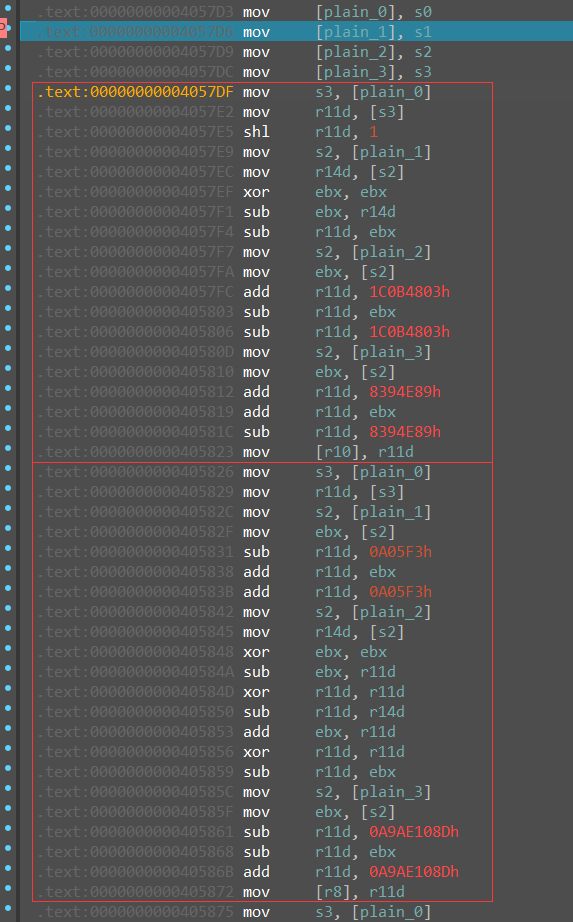 .text:00000000004057D3 mov [plain_0], s0
.text:00000000004057D6 mov [plain_1], s1
.text:00000000004057D9 mov [plain_2], s2
.text:00000000004057DC mov [plain_3], s3
.text:00000000004057DF mov s3, [plain_0]
.text:00000000004057E2 mov r11d, [s3]
.text:00000000004057E5 shl r11d, 1
.text:00000000004057E9 mov s2, [plain_1]
.text:00000000004057EC mov r14d, [s2]
.text:00000000004057EF xor ebx, ebx
.text:00000000004057F1 sub ebx, r14d
.text:00000000004057F4 sub r11d, ebx
.text:00000000004057F7 mov s2, [plain_2]
.text:00000000004057FA mov ebx, [s2]
.text:00000000004057FC add r11d, 1C0B4803h
.text:0000000000405803 sub r11d, ebx
.text:0000000000405806 sub r11d, 1C0B4803h
.text:000000000040580D mov s2, [plain_3]
.text:0000000000405810 mov ebx, [s2]
.text:0000000000405812 add r11d, 8394E89h
.text:0000000000405819 add r11d, ebx
.text:000000000040581C sub r11d, 8394E89h
.text:0000000000405823 mov [r10], r11d
.text:0000000000405826 mov s3, [plain_0]
.text:0000000000405829 mov r11d, [s3]
.text:000000000040582C mov s2, [plain_1]
.text:000000000040582F mov ebx, [s2]
.text:0000000000405831 sub r11d, 0A05F3h
.text:0000000000405838 add r11d, ebx
.text:000000000040583B add r11d, 0A05F3h
.text:0000000000405842 mov s2, [plain_2]
.text:0000000000405845 mov r14d, [s2]
.text:0000000000405848 xor ebx, ebx
.text:000000000040584A sub ebx, r11d
.text:000000000040584D xor r11d, r11d
.text:0000000000405850 sub r11d, r14d
.text:0000000000405853 add ebx, r11d
.text:0000000000405856 xor r11d, r11d
.text:0000000000405859 sub r11d, ebx
.text:000000000040585C mov s2, [plain_3]
.text:000000000040585F mov ebx, [s2]
.text:0000000000405861 sub r11d, 0A9AE108Dh
.text:0000000000405868 sub r11d, ebx
.text:000000000040586B add r11d, 0A9AE108Dh
.text:0000000000405872 mov [r8], r11d
.text:0000000000405875 mov s3, [plain_0]